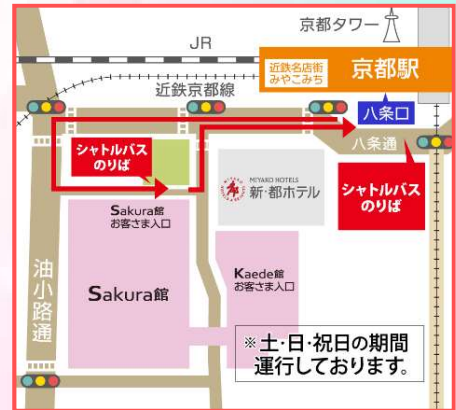 京都タワー
JR
近鉄名店街
みやこみち
京都駅
近鉄京都線
八条口
八条通
シャトルバス
のりば
MIYAKO HOTELS
新・都ホテル
シャトルバス
のりば
Sakura館
お客さま入口
Kaede館
お客さま入口
油小路通
Sakura館
※土・日・祝日の期間
運行しております。